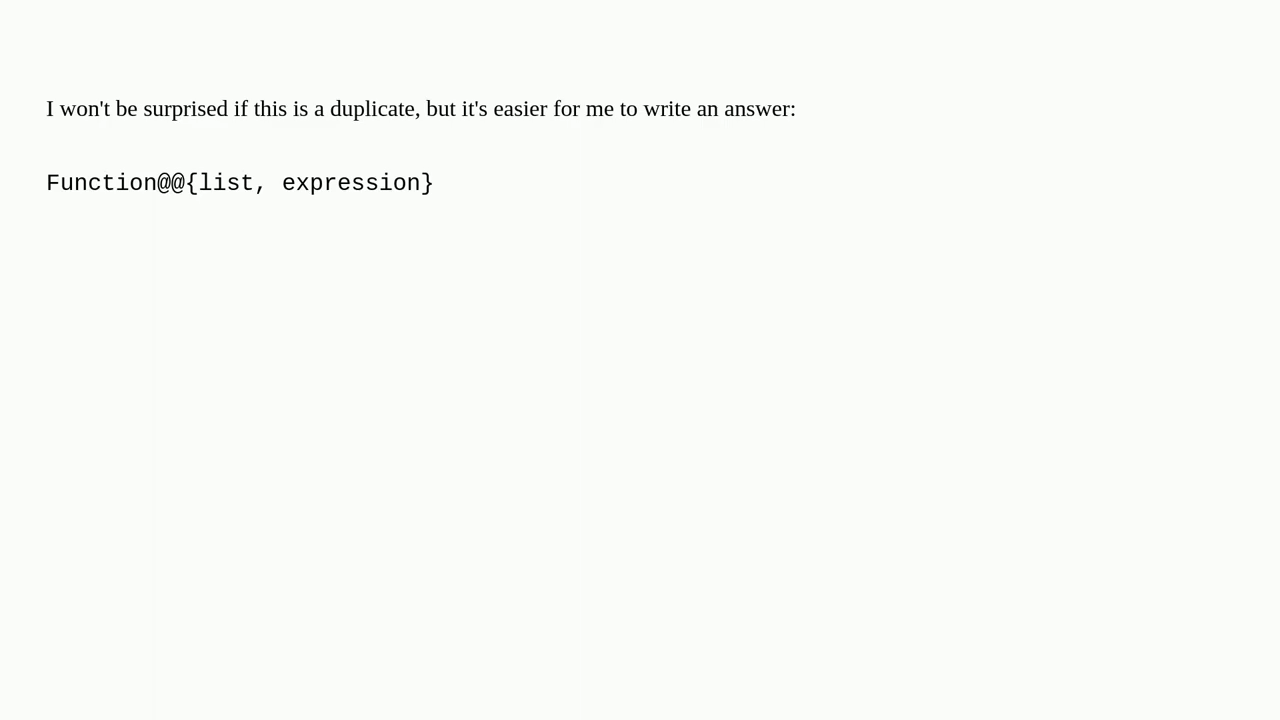 I won't be surprised if this is a duplicate, but it's easier for me to write an answer:
Function@@{list, expression}